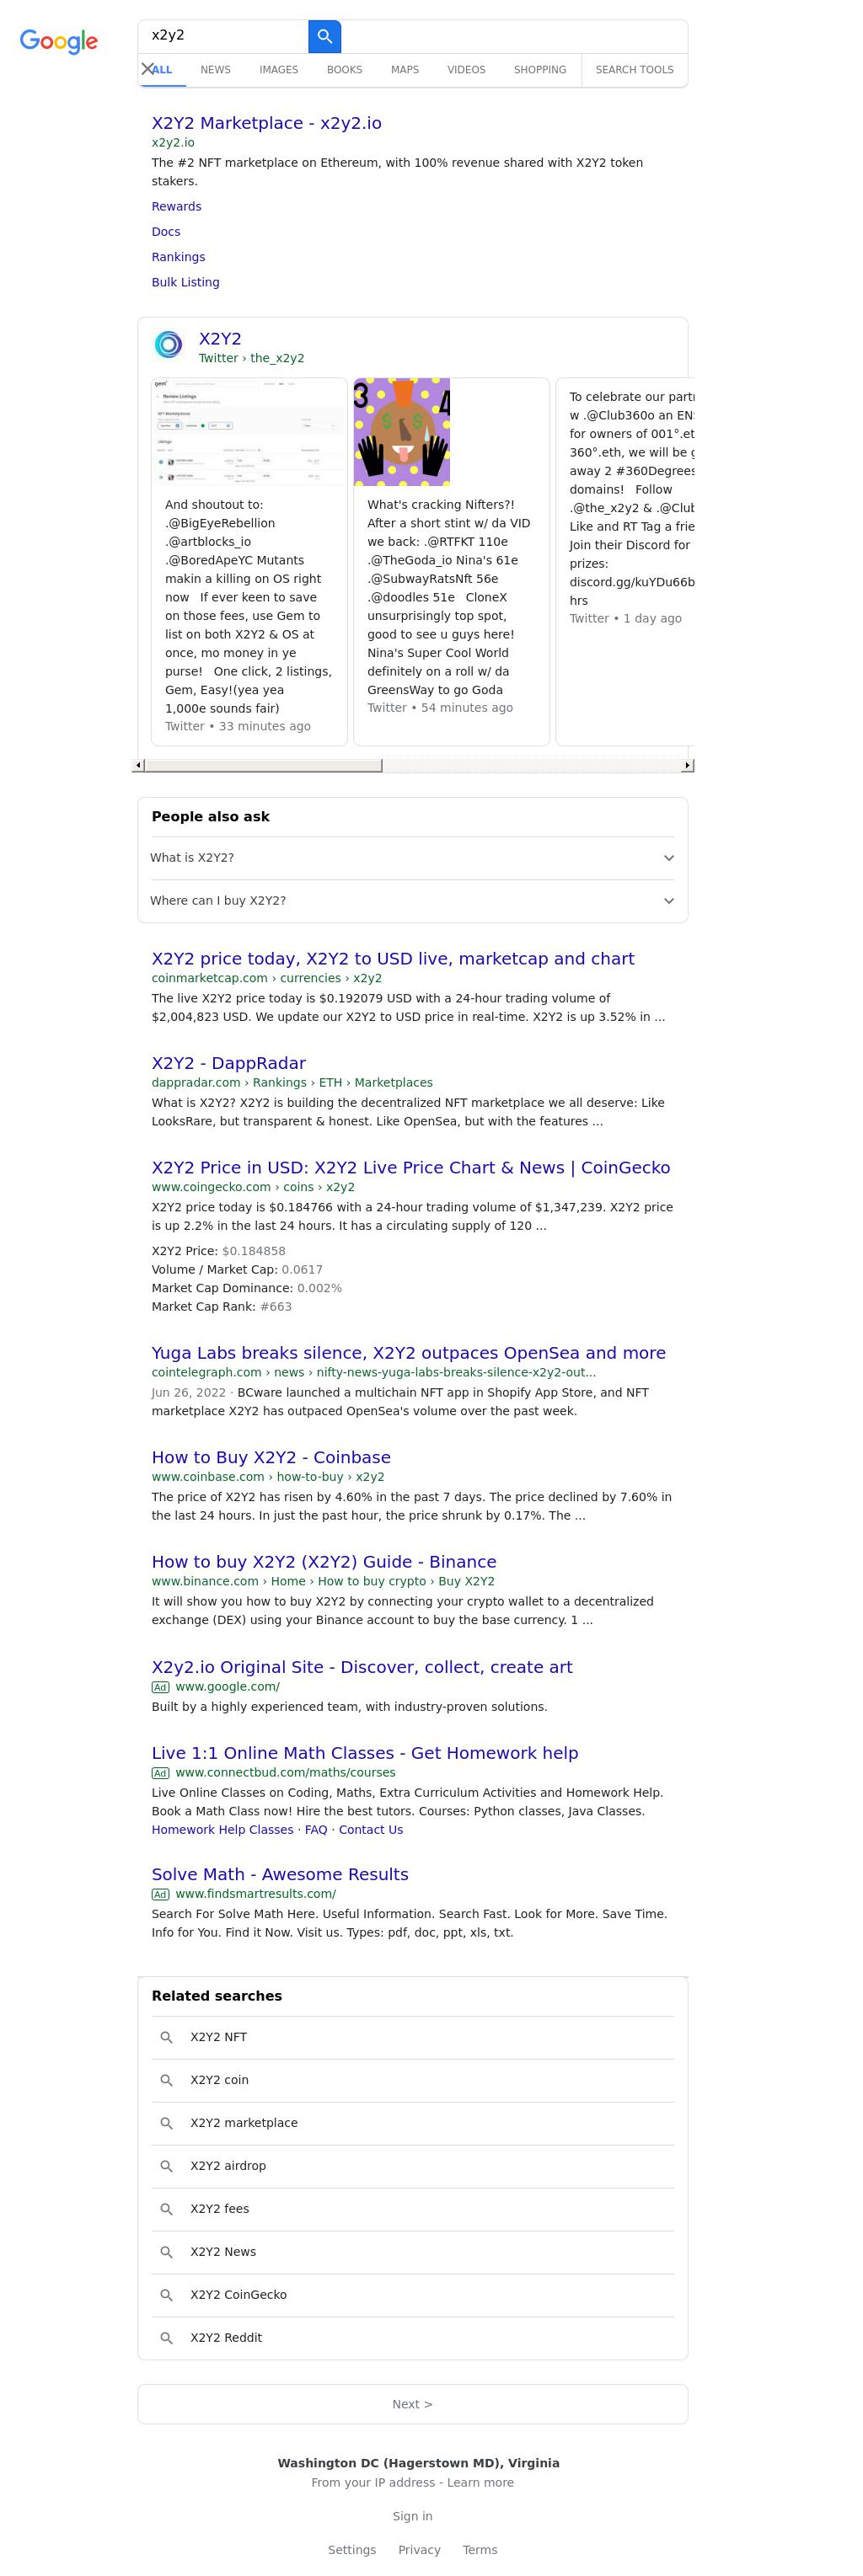 Google
x2y2
ALL NEWS IMAGES BOOKS MAPS VIDEOS SHOPPING SEARCH TOOLS
X2Y2 Marketplace - x2y2.io
x2y2.io
The #2 NFT marketplace on Ethereum, with 100% revenue shared with X2Y2 token
stakers.
Rewards
Docs
Rankings
Bulk Listing
X2Y2
Twitter › the_x2y2
gem
Review Listings
Listings
And shoutout to:
.@BigEyeRebellion
.@artblocks_io
.@BoredApeYC Mutants
makin a killing on OS right
now   If ever keen to save
on those fees, use Gem to
list on both X2Y2 & OS at
once, mo money in ye
purse!   One click, 2 listings,
Gem, Easy!(yea yea
1,000e sounds fair)
Twitter • 33 minutes ago
3 4
$ $
What's cracking Nifters?!
After a short stint w/ da VID
we back: .@RTFKT 110e
.@TheGoda_io Nina's 61e
.@SubwayRatsNft 56e
.@doodles 51e   CloneX
unsurprisingly top spot,
good to see u guys here!
Nina's Super Cool World
definitely on a roll w/ da
GreensWay to go Goda
Twitter • 54 minutes ago
To celebrate our partn
w .@Club360o an EN
for owners of 001°.et
360°.eth, we will be g
away 2 #360Degrees
domains!   Follow
.@the_x2y2 & .@Club
Like and RT Tag a frie
Join their Discord for
prizes:
discord.gg/kuYDu66b
hrs
Twitter • 1 day ago
People also ask
What is X2Y2?
Where can I buy X2Y2?
X2Y2 price today, X2Y2 to USD live, marketcap and chart
coinmarketcap.com › currencies › x2y2
The live X2Y2 price today is $0.192079 USD with a 24-hour trading volume of
$2,004,823 USD. We update our X2Y2 to USD price in real-time. X2Y2 is up 3.52% in ...
X2Y2 - DappRadar
dappradar.com › Rankings › ETH › Marketplaces
What is X2Y2? X2Y2 is building the decentralized NFT marketplace we all deserve: Like
LooksRare, but transparent & honest. Like OpenSea, but with the features ...
X2Y2 Price in USD: X2Y2 Live Price Chart & News | CoinGecko
www.coingecko.com › coins › x2y2
X2Y2 price today is $0.184766 with a 24-hour trading volume of $1,347,239. X2Y2 price
is up 2.2% in the last 24 hours. It has a circulating supply of 120 ...
X2Y2 Price: $0.184858
Volume / Market Cap: 0.0617
Market Cap Dominance: 0.002%
Market Cap Rank: #663
Yuga Labs breaks silence, X2Y2 outpaces OpenSea and more
cointelegraph.com › news › nifty-news-yuga-labs-breaks-silence-x2y2-out...
Jun 26, 2022 · BCware launched a multichain NFT app in Shopify App Store, and NFT
marketplace X2Y2 has outpaced OpenSea's volume over the past week.
How to Buy X2Y2 - Coinbase
www.coinbase.com › how-to-buy › x2y2
The price of X2Y2 has risen by 4.60% in the past 7 days. The price declined by 7.60% in
the last 24 hours. In just the past hour, the price shrunk by 0.17%. The ...
How to buy X2Y2 (X2Y2) Guide - Binance
www.binance.com › Home › How to buy crypto › Buy X2Y2
It will show you how to buy X2Y2 by connecting your crypto wallet to a decentralized
exchange (DEX) using your Binance account to buy the base currency. 1 ...
X2y2.io Original Site - Discover, collect, create art
Ad www.google.com/
Built by a highly experienced team, with industry-proven solutions.
Live 1:1 Online Math Classes - Get Homework help
Ad www.connectbud.com/maths/courses
Live Online Classes on Coding, Maths, Extra Curriculum Activities and Homework Help.
Book a Math Class now! Hire the best tutors. Courses: Python classes, Java Classes.
Homework Help Classes · FAQ · Contact Us
Solve Math - Awesome Results
Ad www.findsmartresults.com/
Search For Solve Math Here. Useful Information. Search Fast. Look for More. Save Time.
Info for You. Find it Now. Visit us. Types: pdf, doc, ppt, xls, txt.
Related searches
X2Y2 NFT
X2Y2 coin
X2Y2 marketplace
X2Y2 airdrop
X2Y2 fees
X2Y2 News
X2Y2 CoinGecko
X2Y2 Reddit
Next >
Washington DC (Hagerstown MD), Virginia
From your IP address - Learn more
Sign in
Settings Privacy Terms